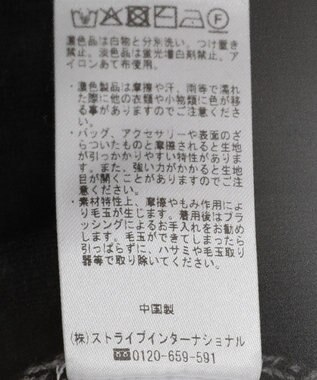 濃色品は白物と分別洗い、つけ置き
禁止、淡色品は蛍光増白剤禁止、ア
イロンあて布使用。
・濃色製品は摩擦や汗、雨等で濡れ
た際に他の衣類や小物類に色が移
る事がありますのでご注意くださ
い。
・バッグ、アクセサリーや表面のざ
らついたものと摩擦されると生地
が引っかかりやすい特性がありま
す。また、強い力がかかると生地
目が開くことがありますのでご注
意ください。
・素材特性上、摩擦やもみ作用によ
り毛玉が生じます。着用後はブラ
ッシングによるお手入れをお勧め
します。毛玉ができてしまったら
引っぱらずに、ハサミや毛玉取り
器等で取り除いてください。
中国製
(株)ストライプインターナショナル
0120-659-591